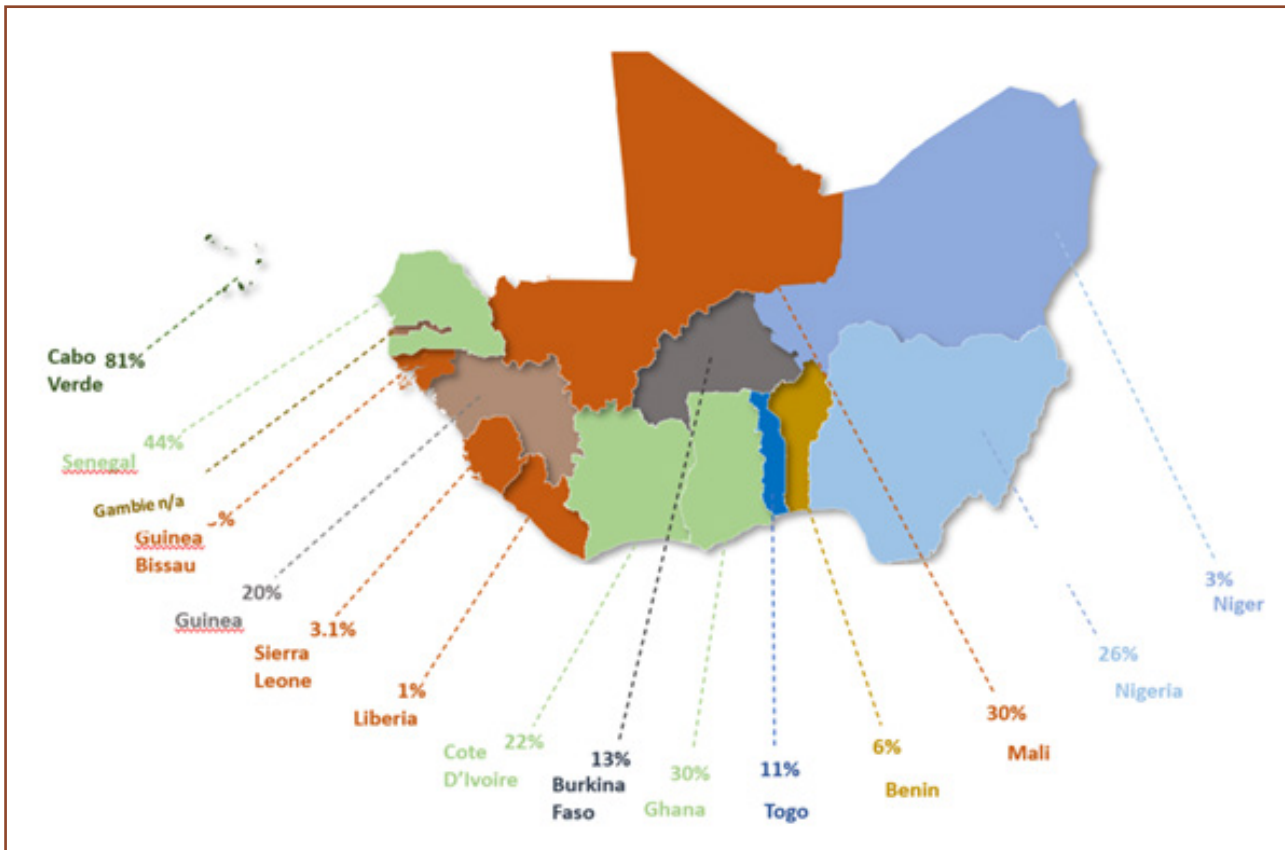 Cabo 81%
Verde
Senegal 44%
Gambie n/a
Guinea %
Bissau
Guinea 20%
Sierra 3.1%
Leone
Liberia 1%
Cote 22%
D'Ivoire
13%
Burkina
Faso
30%
Ghana
11%
Togo
6%
Benin
30%
Mali
26%
Nigeria
3%
Niger